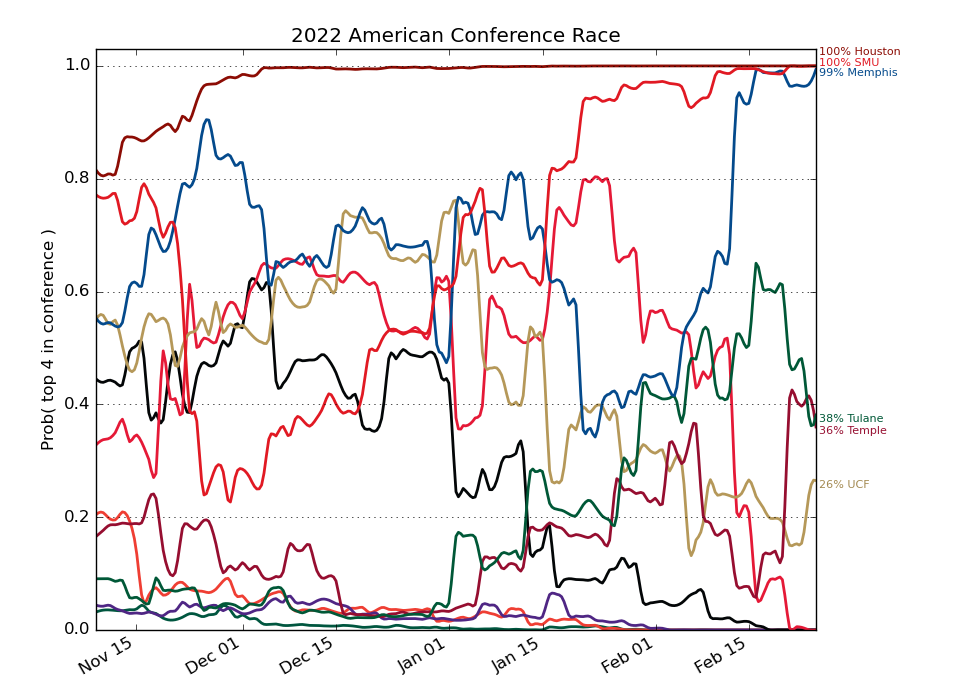 2022 American Conference Race
Prob( top 4 in conference )
1.0
0.8
0.6
0.4
0.2
0.0
100% Houston
100% SMU
99% Memphis
38% Tulane
36% Temple
26% UCF
Nov 15
Dec 01
Dec 15
Jan 01
Jan 15
Feb 01
Feb 15